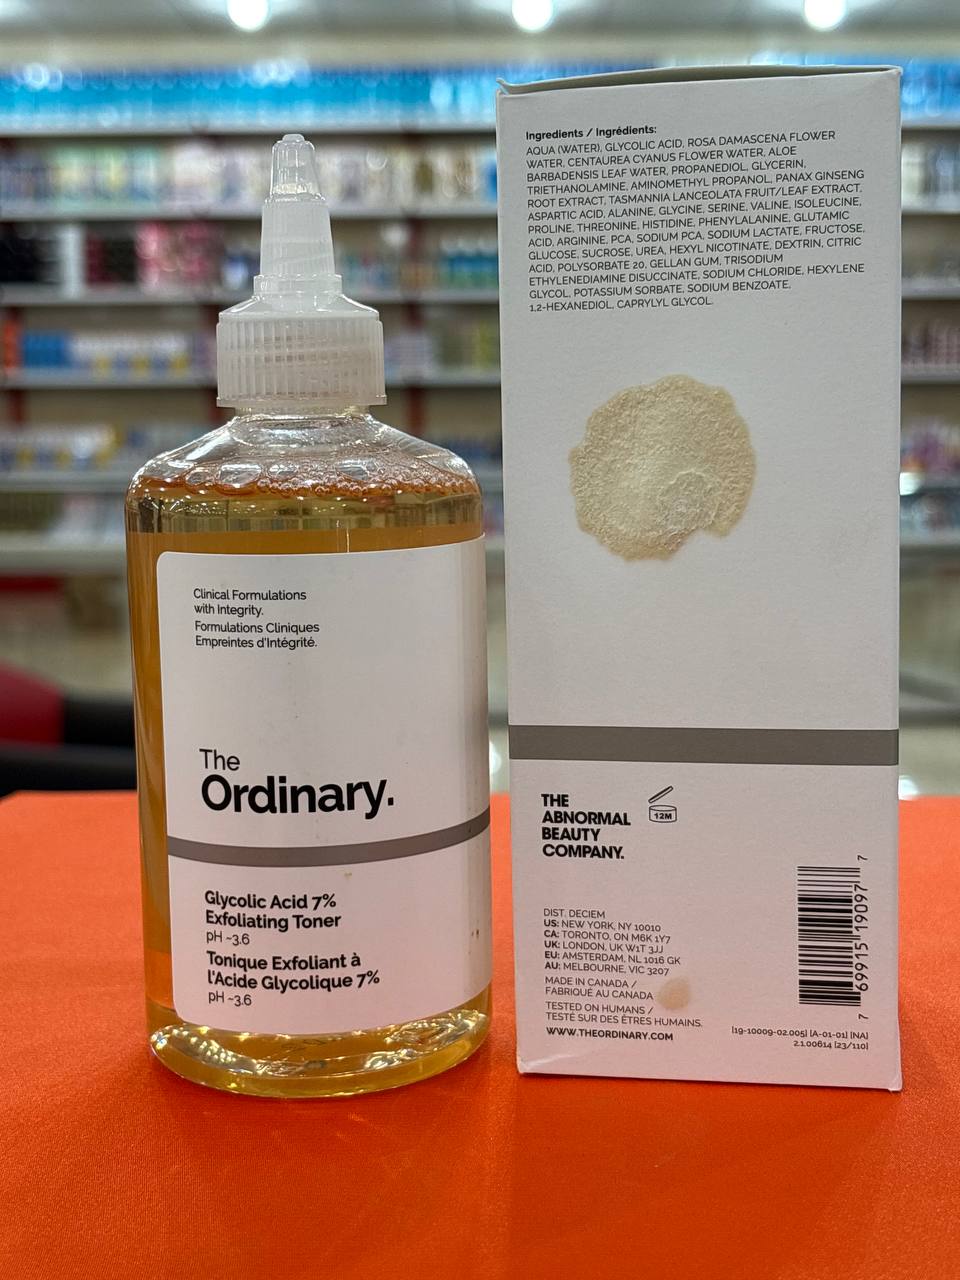 Clinical Formulations
with Integrity.
Formulations Cliniques
Empreintes d'Intégrité.
The
Ordinary.
Glycolic Acid 7%
Exfoliating Toner
pH ~3.6
Tonique Exfoliant à
l'Acide Glycolique 7%
pH ~3.6
Ingredients / Ingrédients:
AQUA (WATER), GLYCOLIC ACID, ROSA DAMASCENA FLOWER
WATER, CENTAUREA CYANUS FLOWER WATER, ALOE
BARBADENSIS LEAF WATER, PROPANEDIOL, GLYCERIN,
TRIETHANOLAMINE, AMINOMETHYL PROPANOL, PANAX GINSENG
ROOT EXTRACT, TASMANNIA LANCEOLATA FRUIT/LEAF EXTRACT,
ASPARTIC ACID, ALANINE, GLYCINE, SERINE, VALINE, ISOLEUCINE,
PROLINE, THREONINE, HISTIDINE, PHENYLALANINE, GLUTAMIC
ACID, ARGININE, PCA, SODIUM PCA, SODIUM LACTATE, FRUCTOSE,
GLUCOSE, SUCROSE, UREA, HEXYL NICOTINATE, DEXTRIN, CITRIC
ACID, POLYSORBATE 20, GELLAN GUM, TRISODIUM
ETHYLENEDIAMINE DISUCCINATE, SODIUM CHLORIDE, HEXYLENE
GLYCOL, POTASSIUM SORBATE, SODIUM BENZOATE,
1,2-HEXANEDIOL, CAPRYLYL GLYCOL.
THE
ABNORMAL
BEAUTY
COMPANY.
12M
DIST. DECIEM
US: NEW YORK, NY 10010
CA: TORONTO, ON M6K 1Y7
UK: LONDON, UK W1T 3JJ
EU: AMSTERDAM, NL 1016 GK
AU: MELBOURNE, VIC 3207
MADE IN CANADA /
FABRIQUÉ AU CANADA
TESTED ON HUMANS /
TESTÉ SUR DES ÊTRES HUMAINS.
WWW.THEORDINARY.COM
7 69915 19097 7
[19-10009-02.005] [A-01-01] [NA]
2.1.00614 [23/110]